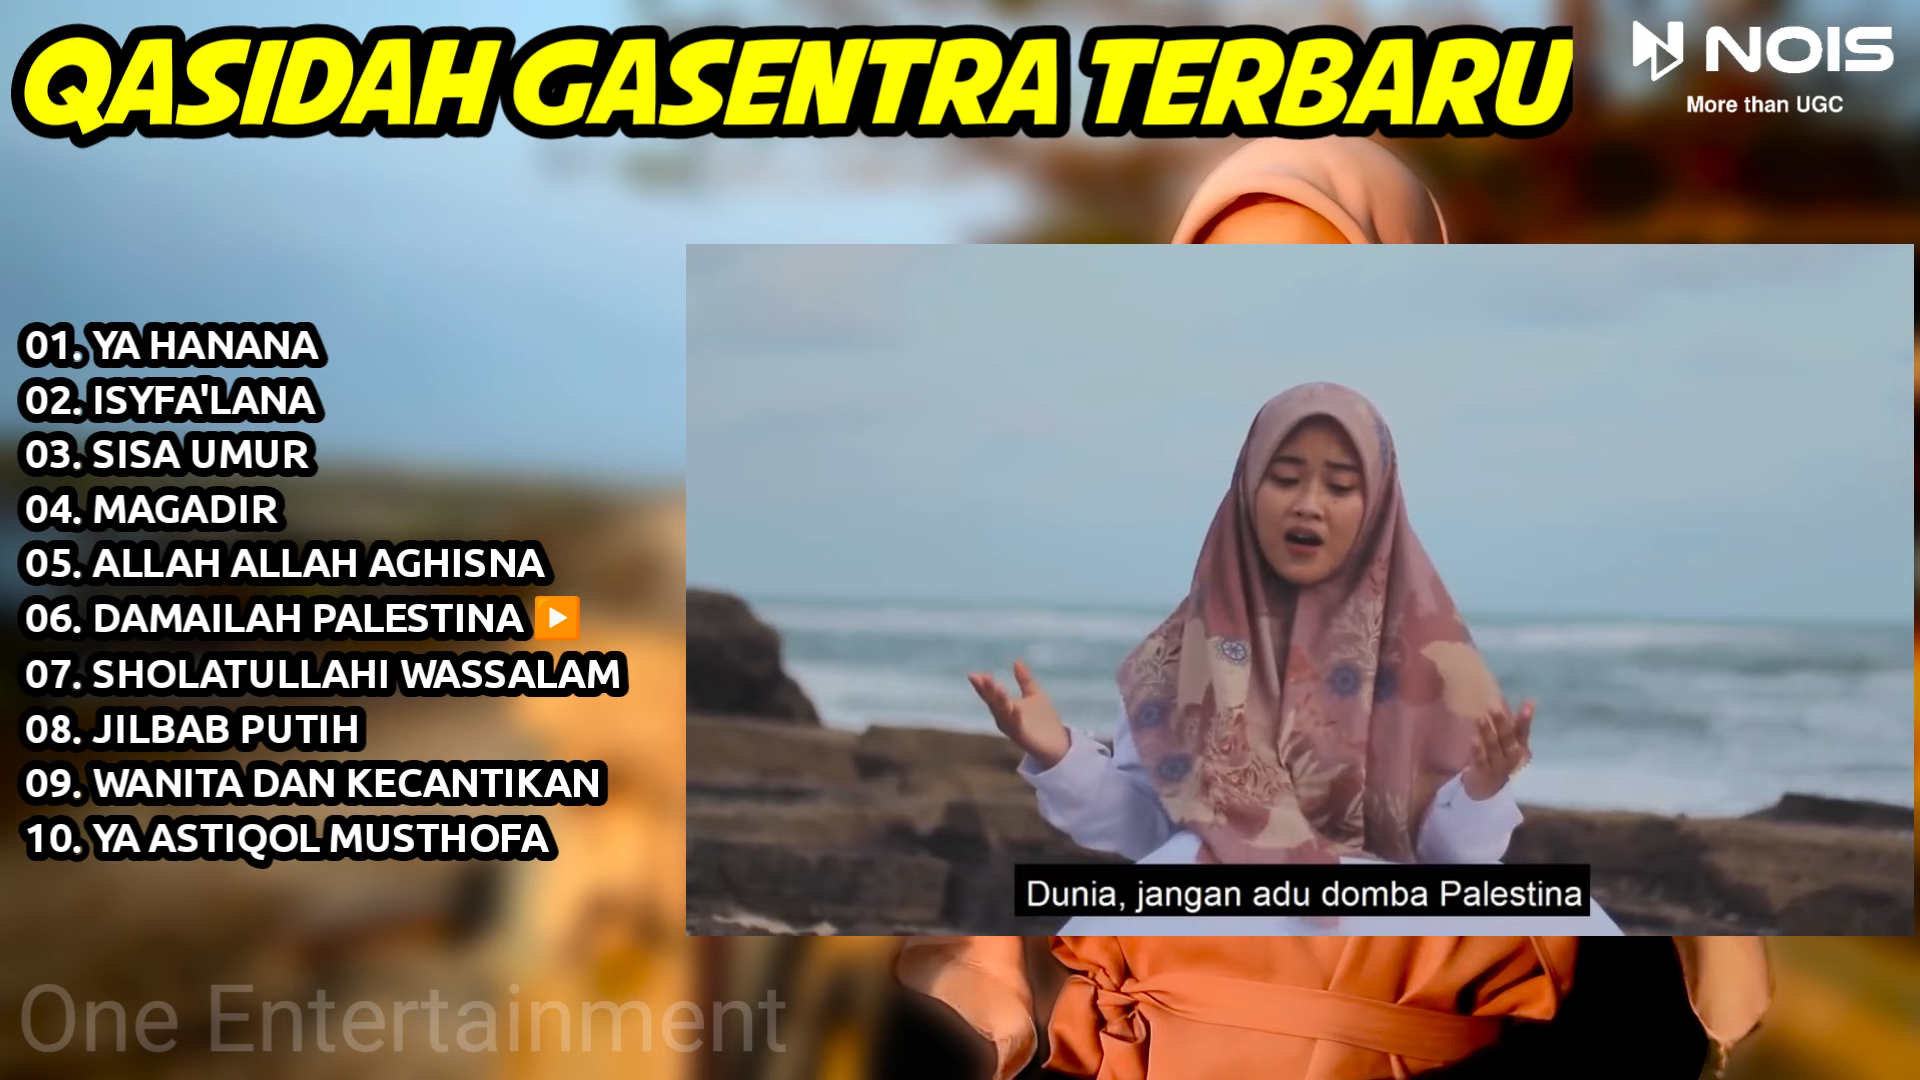 QASIDAH GASENTRA TERBARU
NOIS
More than UGC
01. YA HANANA
02. ISYFA'LANA
03. SISA UMUR
04. MAGADIR
05. ALLAH ALLAH AGHISNA
06. DAMAILAH PALESTINA
07. SHOLATULLAHI WASSALAM
08. JILBAB PUTIH
09. WANITA DAN KECANTIKAN
10. YA ASTIQOL MUSTHOFA
Dunia, jangan adu domba Palestina
One Entertainment